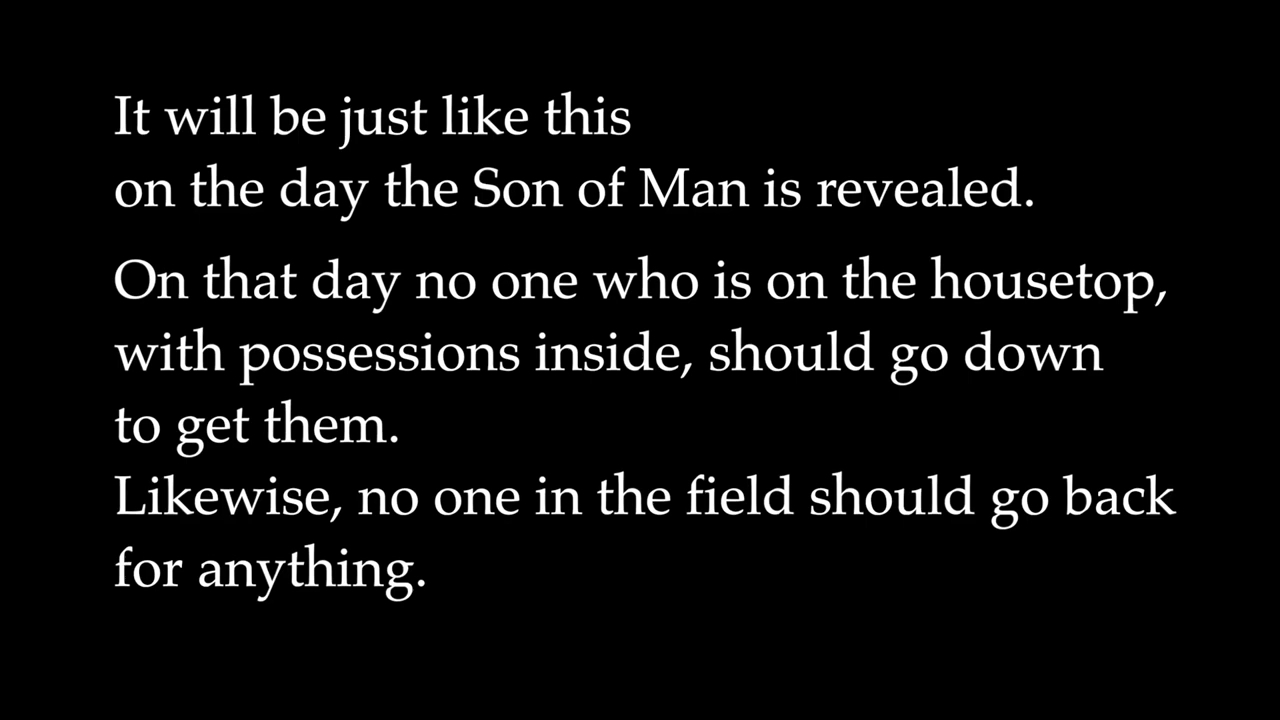 It will be just like this
on the day the Son of Man is revealed.
On that day no one who is on the housetop,
with possessions inside, should go down
to get them.
Likewise, no one in the field should go back
for anything.